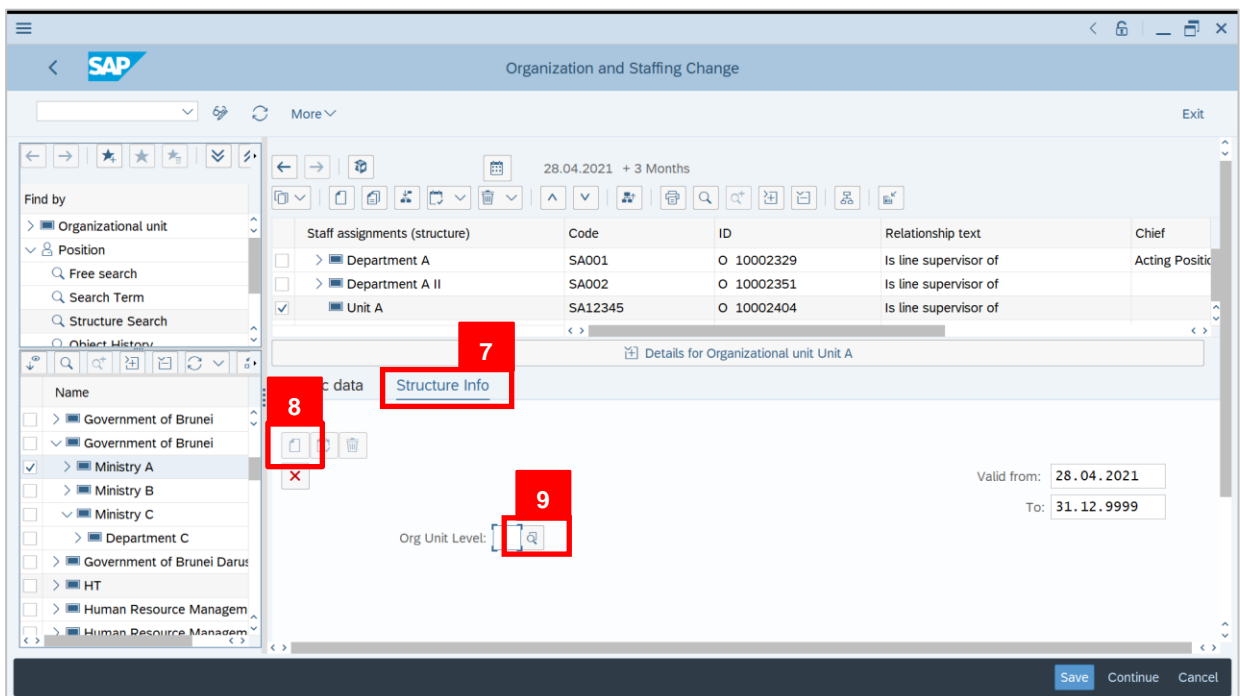 SAP
Organization and Staffing Change
More
Exit
28.04.2021 + 3 Months
Find by
Organizational unit
Position
Free search
Search Term
Structure Search
Object History
Staff assignments (structure) Code ID Relationship text Chief
Department A SA001 O 10002329 Is line supervisor of Acting Positic
Department A II SA002 O 10002351 Is line supervisor of
Unit A SA12345 O 10002404 Is line supervisor of
7
Details for Organizational unit Unit A
c data Structure Info
8
Name
Government of Brunei
Government of Brunei
Ministry A
Ministry B
Ministry C
Department C
Government of Brunei Darus
HT
Human Resource Managem
Human Resource Managem
Valid from: 28.04.2021
To: 31.12.9999
9
Org Unit Level:
Save Continue Cancel